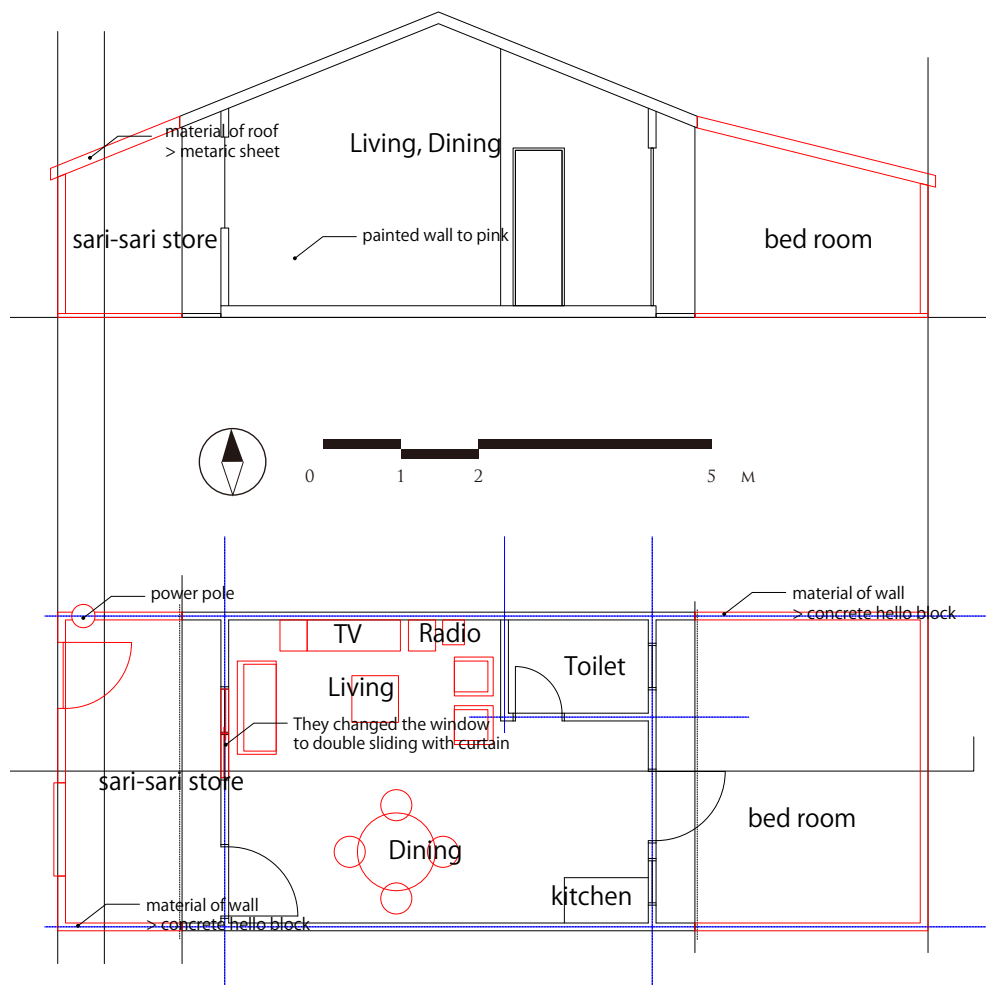 material of roof
> metaric sheet
Living, Dining
sari-sari store
painted wall to pink
bed room
0 1 2 5 M
power pole
material of wall
> concrete hello block
TV
Radio
Toilet
Living
They changed the window
to double sliding with curtain
sari-sari store
bed room
Dining
kitchen
material of wall
> concrete hello block